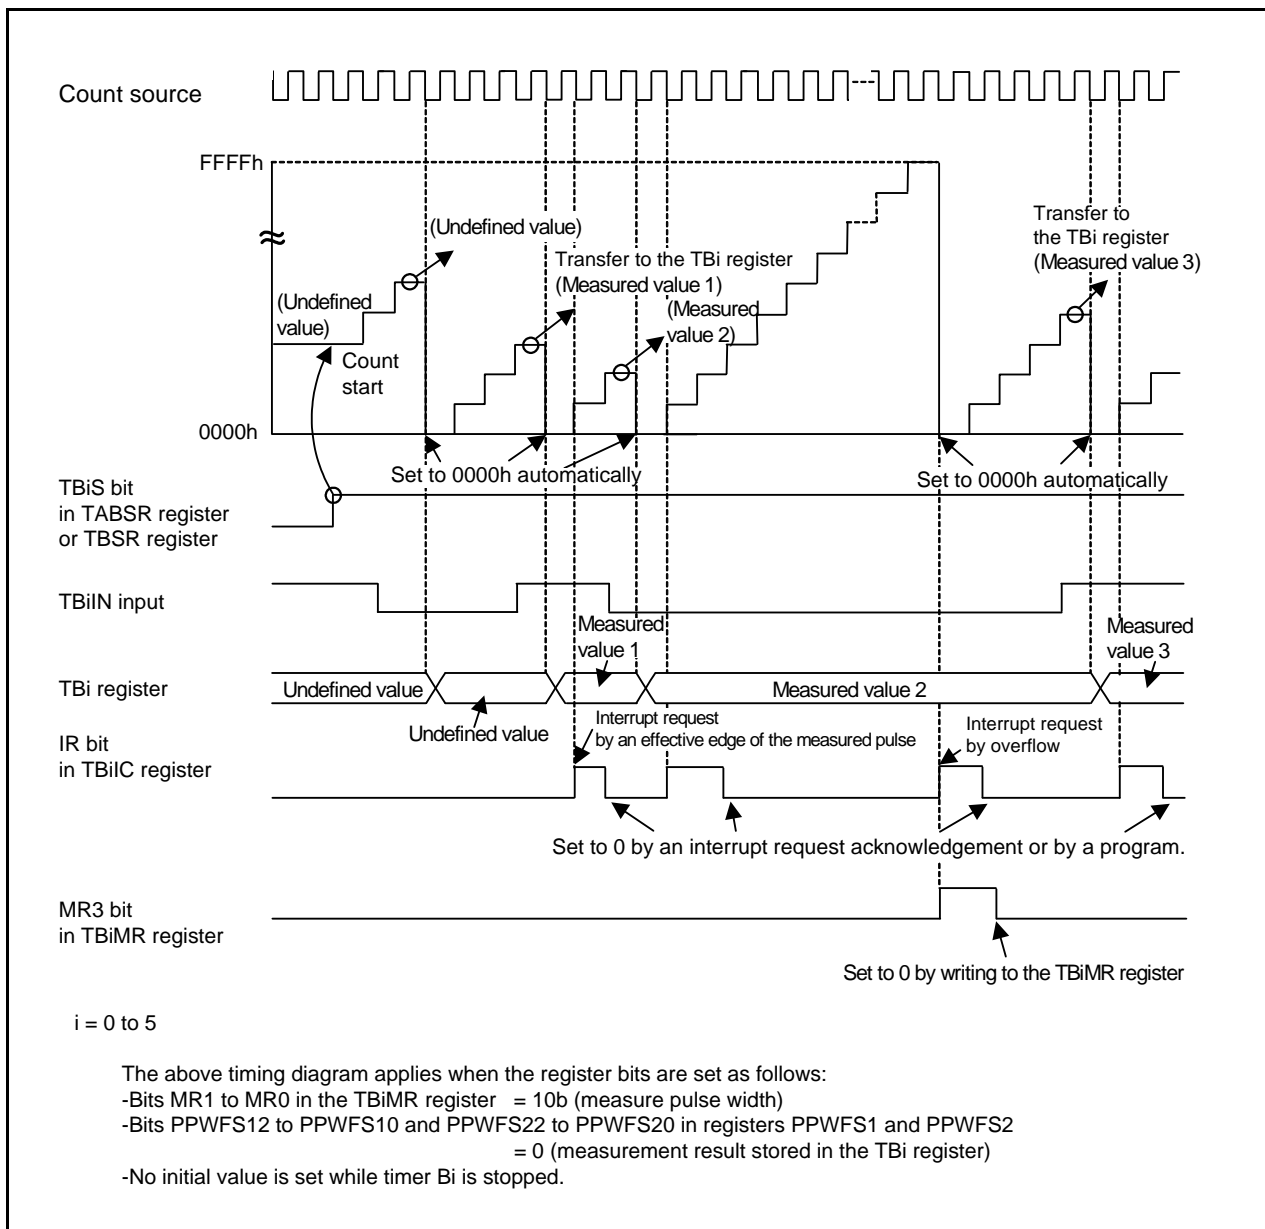 Count source
FFFFh
(Undefined value)
Transfer to the TBi register
(Measured value 1)
(Measured
value 2)
Transfer to
the TBi register
(Measured value 3)
(Undefined
value)
Count
start
0000h
Set to 0000h automatically
Set to 0000h automatically
TBiS bit
in TABSR register
or TBSR register
TBiIN input
Measured
value 1
Measured
value 3
TBi register
Undefined value
Measured value 2
Undefined value
Interrupt request
by an effective edge of the measured pulse
Interrupt request
by overflow
IR bit
in TBiIC register
Set to 0 by an interrupt request acknowledgement or by a program.
MR3 bit
in TBiMR register
Set to 0 by writing to the TBiMR register
i = 0 to 5
The above timing diagram applies when the register bits are set as follows:
-Bits MR1 to MR0 in the TBiMR register = 10b (measure pulse width)
-Bits PPWFS12 to PPWFS10 and PPWFS22 to PPWFS20 in registers PPWFS1 and PPWFS2
= 0 (measurement result stored in the TBi register)
-No initial value is set while timer Bi is stopped.